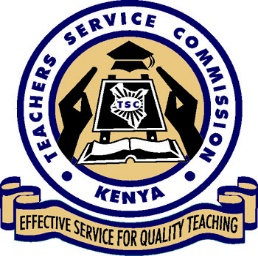 TEACHERS SERVICE COMMISSION
TSC
KENYA
EFFECTIVE SERVICE FOR QUALITY TEACHING